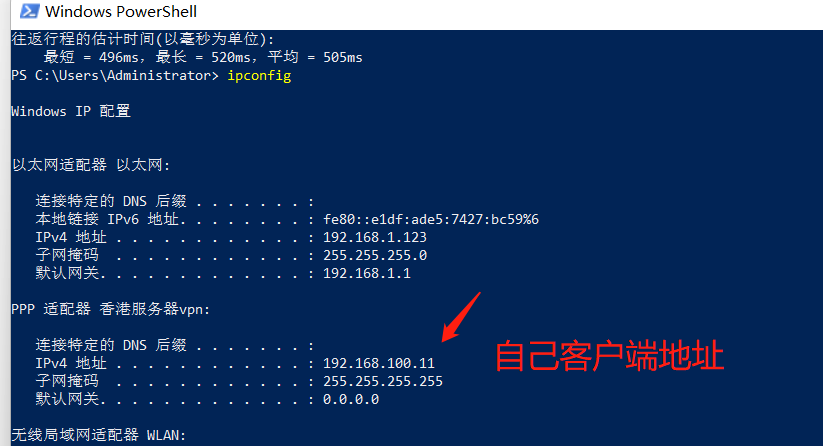 Windows PowerShell
往返行程的估计时间(以毫秒为单位):
最短 = 496ms，最长 = 520ms，平均 = 505ms
PS C:\Users\Administrator> ipconfig
Windows IP 配置
以太网适配器 以太网:
连接特定的 DNS 后缀 . . . . . . . :
本地链接 IPv6 地址. . . . . . . . : fe80::e1df:ade5:7427:bc59%6
IPv4 地址 . . . . . . . . . . . . : 192.168.1.123
子网掩码 . . . . . . . . . . . . : 255.255.255.0
默认网关. . . . . . . . . . . . . : 192.168.1.1
PPP 适配器 香港服务器vpn:
连接特定的 DNS 后缀 . . . . . . . :
IPv4 地址 . . . . . . . . . . . . : 192.168.100.11
自己客户端地址
子网掩码 . . . . . . . . . . . . : 255.255.255.255
默认网关. . . . . . . . . . . . . : 0.0.0.0
无线局域网适配器 WLAN: